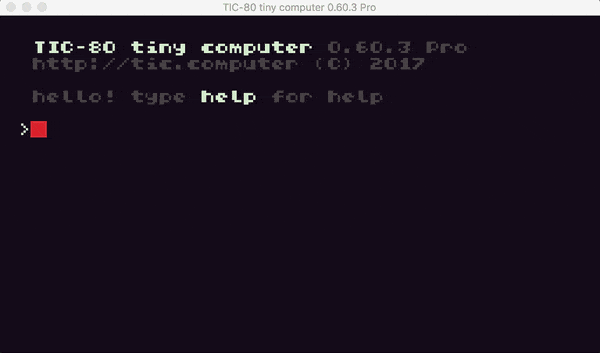 TIC-80 tiny computer 0.60.3 Pro
TIC-80 tiny computer 0.60.3 Pro
http://tic.computer (C) 2017
hello! type help for help
>